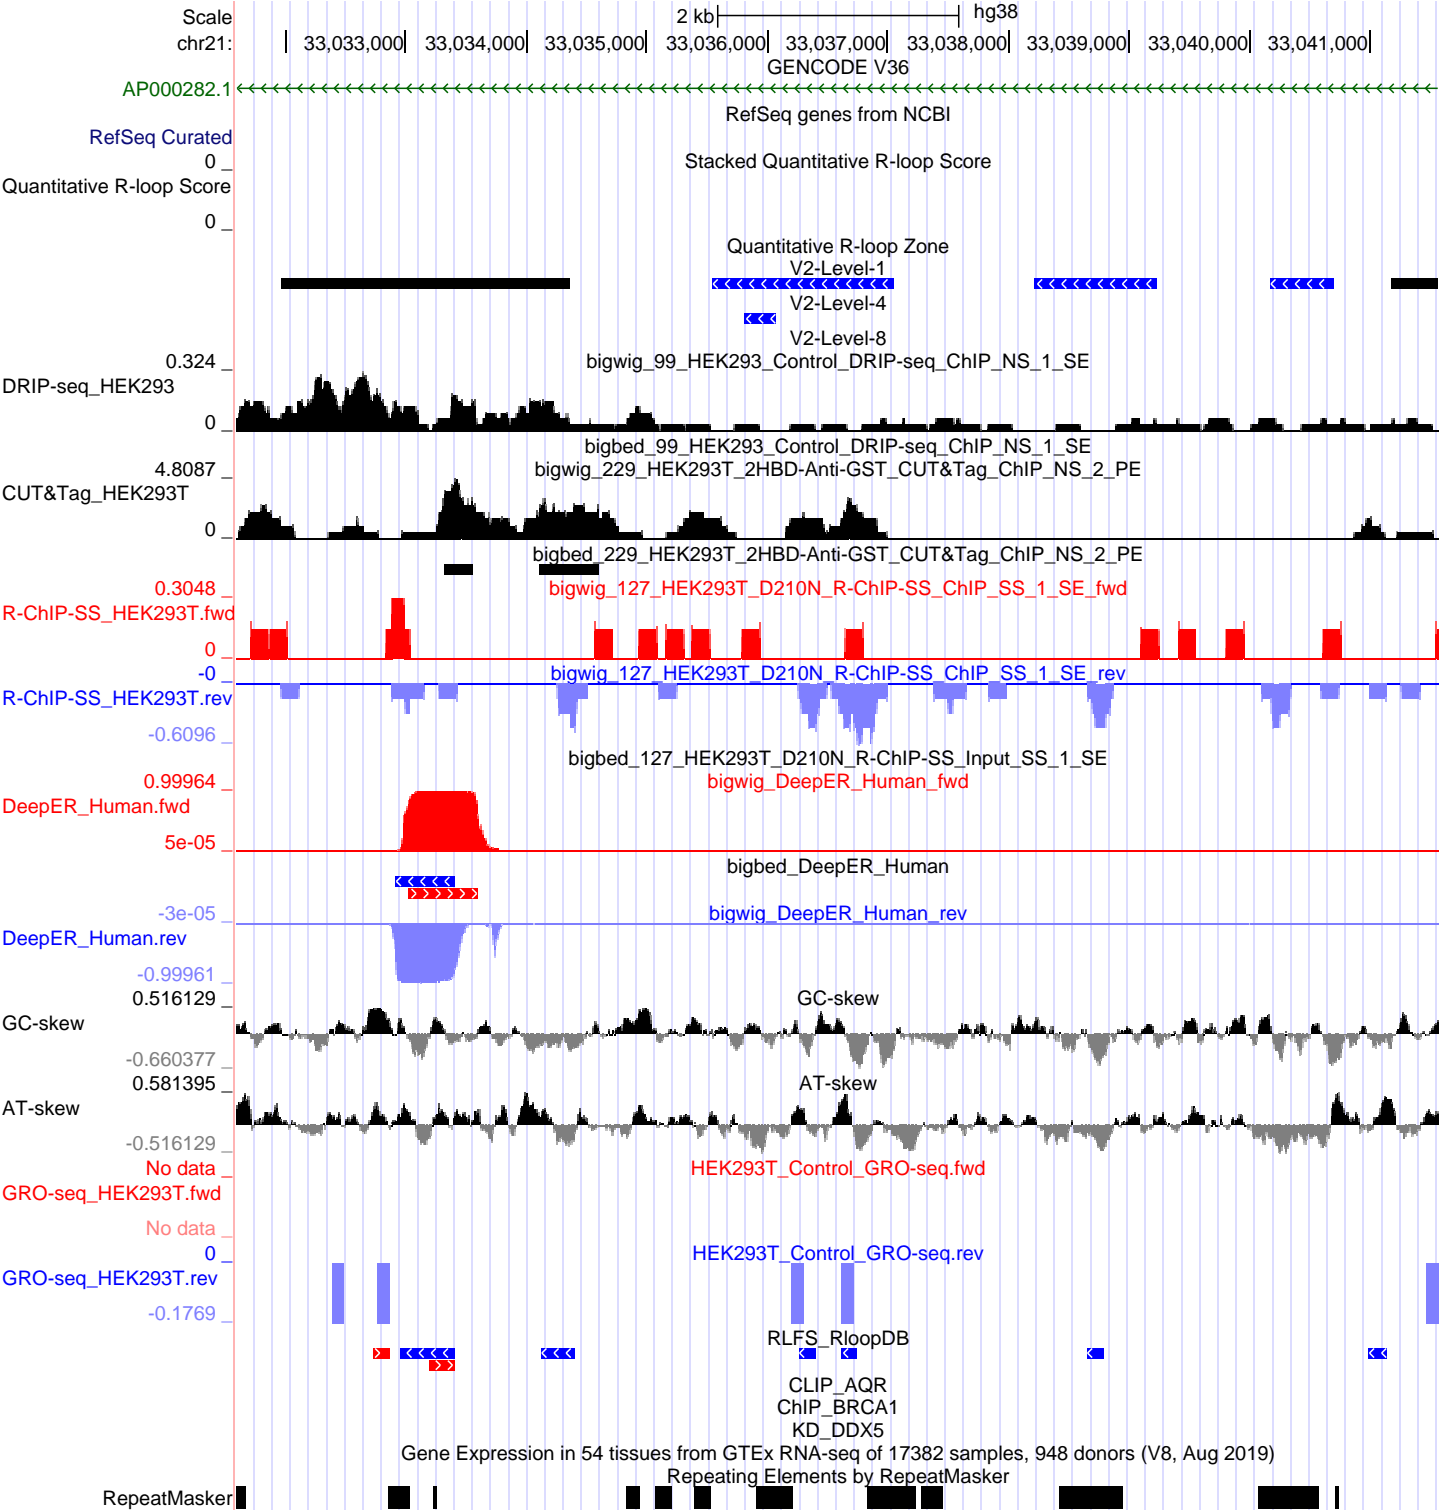 Scale 2 kb hg38
chr21: 33,033,000 33,034,000 33,035,000 33,036,000 33,037,000 33,038,000 33,039,000 33,040,000 33,041,000
GENCODE V36
AP000282.1
RefSeq genes from NCBI
RefSeq Curated
0 _ Stacked Quantitative R-loop Score
Quantitative R-loop Score
0 _
Quantitative R-loop Zone
V2-Level-1
V2-Level-4
V2-Level-8
0.324 _ bigwig_99_HEK293_Control_DRIP-seq_ChIP_NS_1_SE
DRIP-seq_HEK293
0 _
bigbed_99_HEK293_Control_DRIP-seq_ChIP_NS_1_SE
4.8087 _ bigwig_229_HEK293T_2HBD-Anti-GST_CUT&Tag_ChIP_NS_2_PE
CUT&Tag_HEK293T
0 _
bigbed_229_HEK293T_2HBD-Anti-GST_CUT&Tag_ChIP_NS_2_PE
0.3048 _ bigwig_127_HEK293T_D210N_R-ChIP-SS_ChIP_SS_1_SE_fwd
R-ChIP-SS_HEK293T.fwd
0 _
-0 _ bigwig_127_HEK293T_D210N_R-ChIP-SS_ChIP_SS_1_SE_rev
R-ChIP-SS_HEK293T.rev
-0.6096 _
bigbed_127_HEK293T_D210N_R-ChIP-SS_Input_SS_1_SE
0.99964 _ bigwig_DeepER_Human_fwd
DeepER_Human.fwd
5e-05 _
bigbed_DeepER_Human
-3e-05 _ bigwig_DeepER_Human_rev
DeepER_Human.rev
-0.99961 _
0.516129 _ GC-skew
GC-skew
-0.660377 _
0.581395 _ AT-skew
AT-skew
-0.516129 _
No data _ HEK293T_Control_GRO-seq.fwd
GRO-seq_HEK293T.fwd
No data _
0 _ HEK293T_Control_GRO-seq.rev
GRO-seq_HEK293T.rev
-0.1769 _
RLFS_RloopDB
CLIP_AQR
ChIP_BRCA1
KD_DDX5
Gene Expression in 54 tissues from GTEx RNA-seq of 17382 samples, 948 donors (V8, Aug 2019)
Repeating Elements by RepeatMasker
RepeatMasker